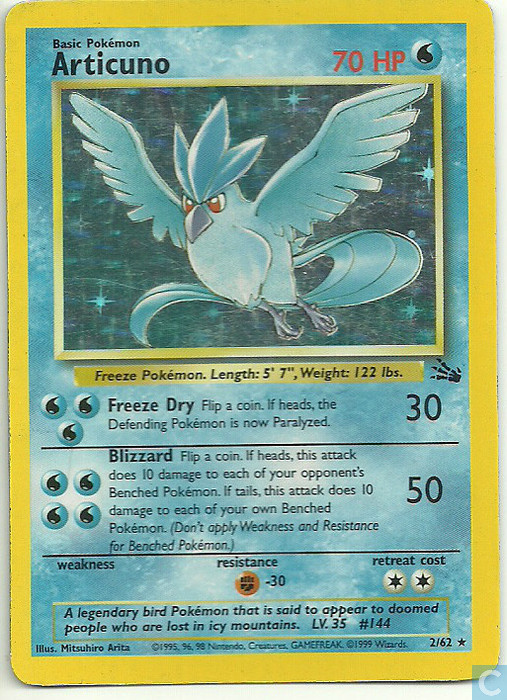 Basic Pokémon
Articuno
70 HP
Freeze Pokémon. Length: 5' 7", Weight: 122 lbs.
Freeze Dry Flip a coin. If heads, the
Defending Pokémon is now Paralyzed.
30
Blizzard Flip a coin. If heads, this attack
does 10 damage to each of your opponent's
Benched Pokémon. If tails, this attack does 10
damage to each of your own Benched
Pokémon. (Don't apply Weakness and Resistance
for Benched Pokémon.)
50
weakness
resistance
retreat cost
-30
A legendary bird Pokémon that is said to appear to doomed
people who are lost in icy mountains. LV. 35 #144
Illus. Mitsuhiro Arita
©1995, 96, 98 Nintendo, Creatures, GAMEFREAK. ©1999 Wizards.
2/62 ★
C